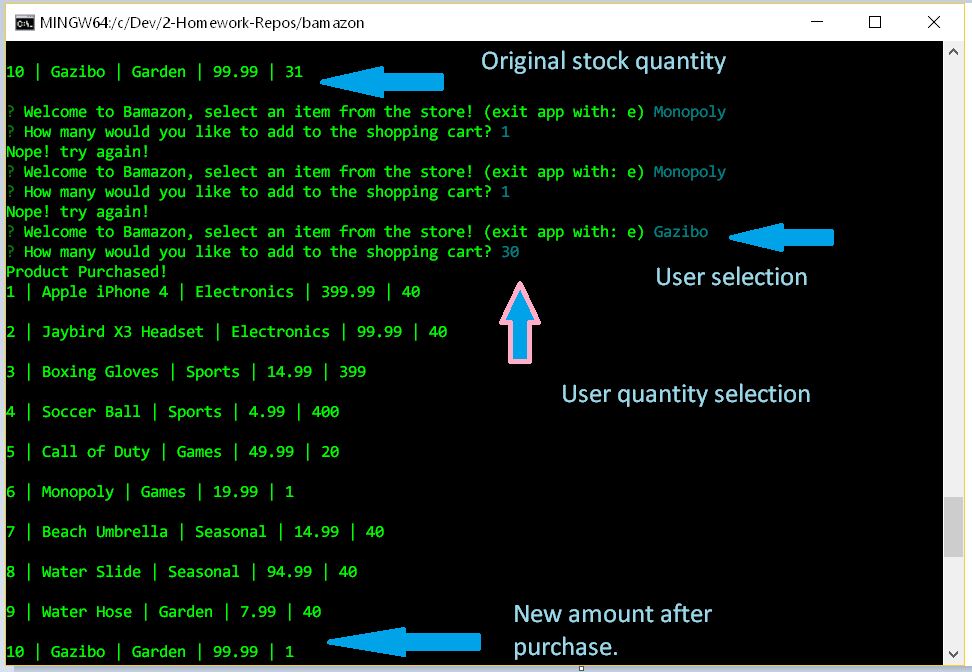 MINGW64:/c/Dev/2-Homework-Repos/bamazon
10 | Gazibo | Garden | 99.99 | 31
Original stock quantity
? Welcome to Bamazon, select an item from the store! (exit app with: e) Monopoly
? How many would you like to add to the shopping cart? 1
Nope! try again!
? Welcome to Bamazon, select an item from the store! (exit app with: e) Monopoly
? How many would you like to add to the shopping cart? 1
Nope! try again!
? Welcome to Bamazon, select an item from the store! (exit app with: e) Gazibo
? How many would you like to add to the shopping cart? 30
User selection
Product Purchased!
1 | Apple iPhone 4 | Electronics | 399.99 | 40
2 | Jaybird X3 Headset | Electronics | 99.99 | 40
3 | Boxing Gloves | Sports | 14.99 | 399
User quantity selection
4 | Soccer Ball | Sports | 4.99 | 400
5 | Call of Duty | Games | 49.99 | 20
6 | Monopoly | Games | 19.99 | 1
7 | Beach Umbrella | Seasonal | 14.99 | 40
8 | Water Slide | Seasonal | 94.99 | 40
9 | Water Hose | Garden | 7.99 | 40
New amount after
purchase.
10 | Gazibo | Garden | 99.99 | 1